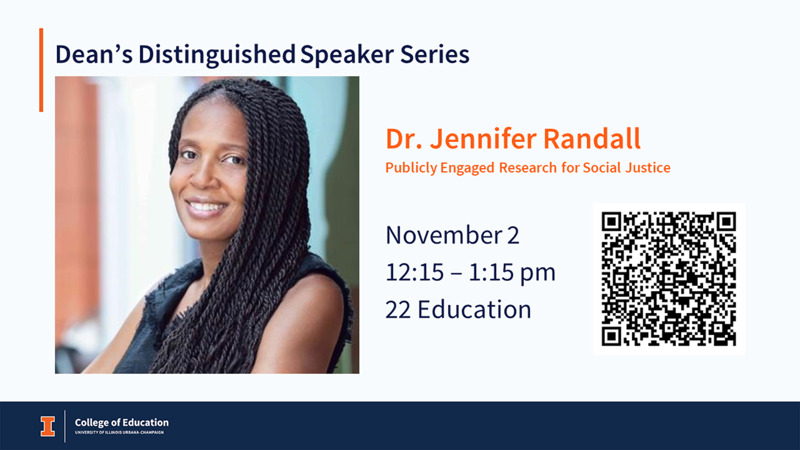 Dean's Distinguished Speaker Series
Dr. Jennifer Randall
Publicly Engaged Research for Social Justice
November 2
12:15 – 1:15 pm
22 Education
I
College of Education
UNIVERSITY OF ILLINOIS URBANA-CHAMPAIGN